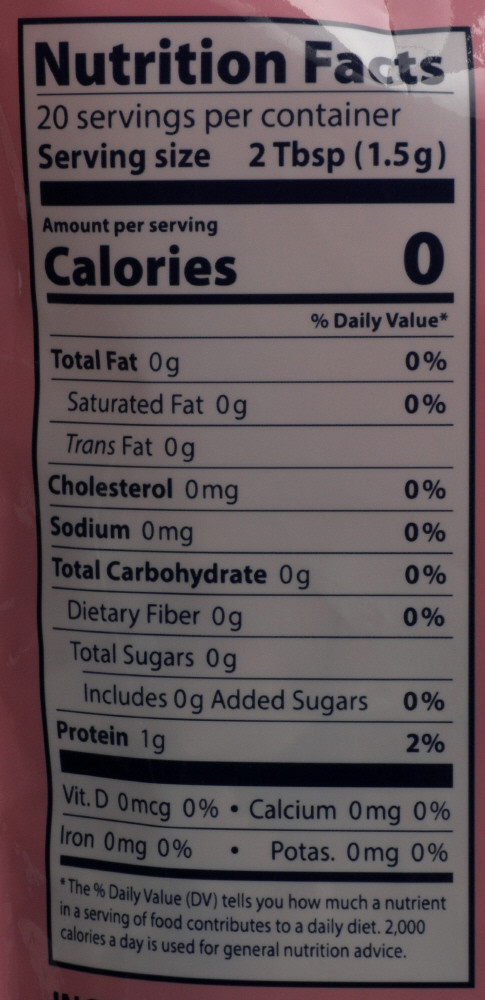 Nutrition Facts
20 servings per container
Serving size 2 Tbsp (1.5g)
Amount per serving
Calories 0
% Daily Value*
Total Fat 0g 0%
Saturated Fat 0g 0%
Trans Fat 0g
Cholesterol 0mg 0%
Sodium 0mg 0%
Total Carbohydrate 0g 0%
Dietary Fiber 0g 0%
Total Sugars 0g
Includes 0g Added Sugars 0%
Protein 1g 2%
Vit. D 0mcg 0% • Calcium 0mg 0%
Iron 0mg 0% • Potas. 0mg 0%
*The % Daily Value (DV) tells you how much a nutrient
in a serving of food contributes to a daily diet. 2,000
calories a day is used for general nutrition advice.